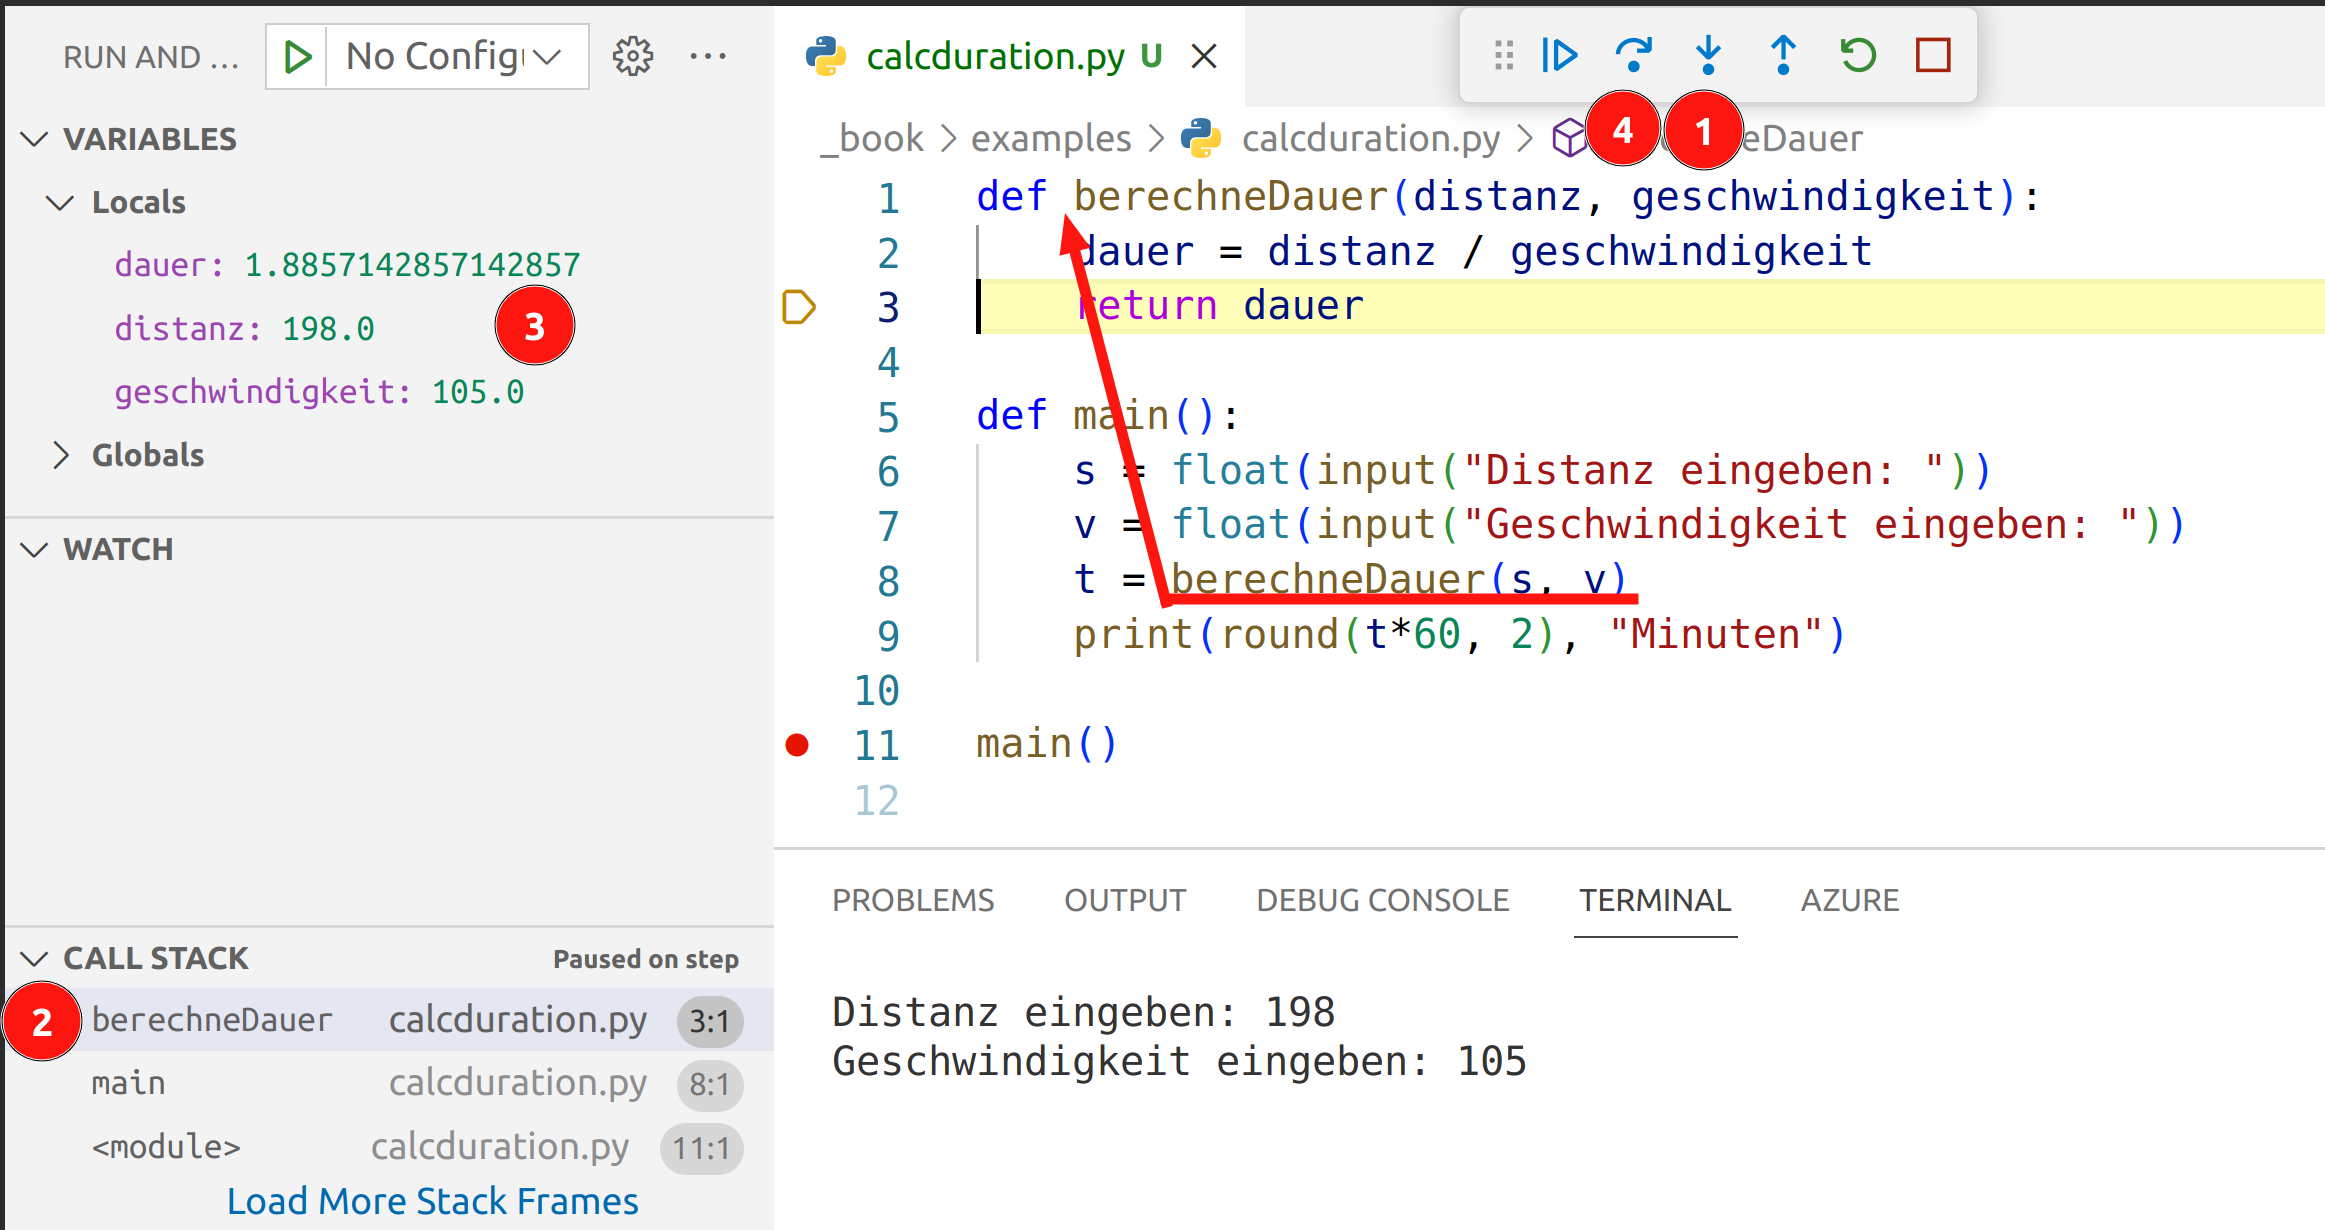 RUN AND ...
No Config
VARIABLES
Locals
dauer: 1.8857142857142857
distanz: 198.0
3
geschwindigkeit: 105.0
Globals
WATCH
CALL STACK Paused on step
2
berechneDauer calcduration.py 3:1
main calcduration.py 8:1
<module> calcduration.py 11:1
Load More Stack Frames
calcduration.py U
4 1
_book > examples > calcduration.py > eDauer
1 def berechneDauer(distanz, geschwindigkeit):
2 dauer = distanz / geschwindigkeit
3 return dauer
4
5 def main():
6 s = float(input("Distanz eingeben: "))
7 v = float(input("Geschwindigkeit eingeben: "))
8 t = berechneDauer(s, v)
9 print(round(t*60, 2), "Minuten")
10
11 main()
12
PROBLEMS OUTPUT DEBUG CONSOLE TERMINAL AZURE
Distanz eingeben: 198
Geschwindigkeit eingeben: 105